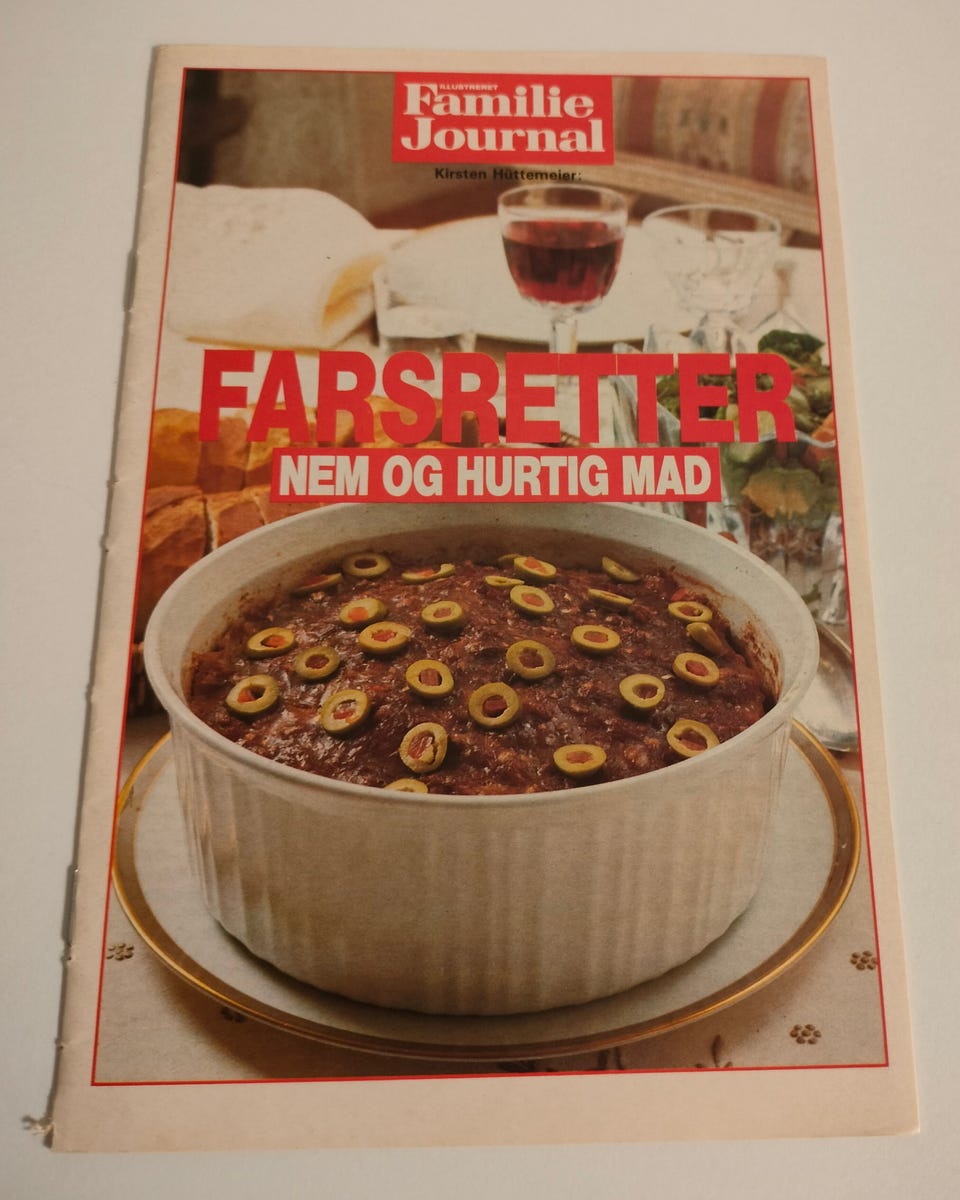 ILLUSTRERET
Familie
Journal
Kirsten Hüttemeier:
FARSRETTER
NEM OG HURTIG MAD